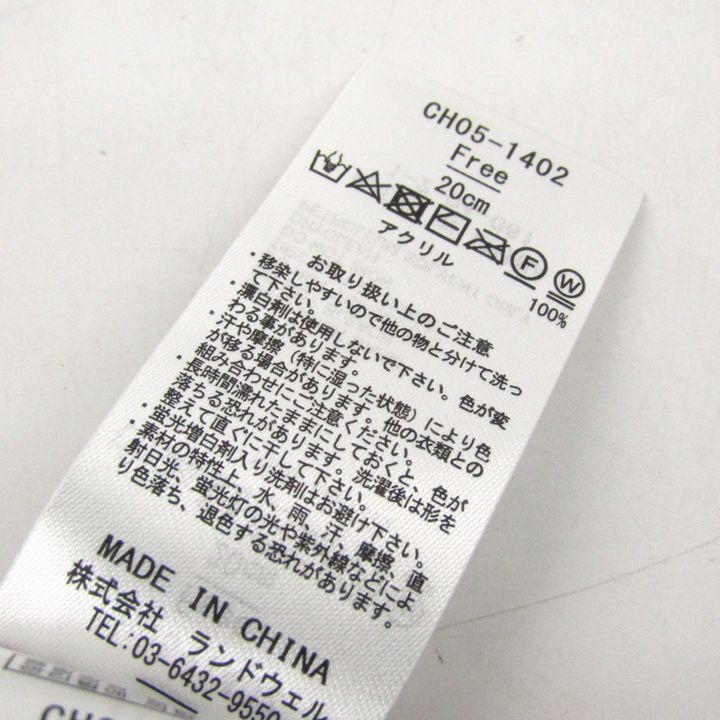 CH05-1402
Free
20cm
F W
アクリル 100%
お取り扱い上のご注意
・移染しやすいので他の物と分けて洗っ
て下さい。
・漂白剤は使用しないで下さい。色が変
わる事があります。
・汗や摩擦（特に湿った状態）により色
が移る場合があります。他の衣類との
組み合わせにご注意ください。
・長時間濡れたままにしておくと、色が
落ちる恐れがあります。洗濯後は形を
整えて直ぐに干して下さい。
・蛍光増白剤入り洗剤はお避け下さい。
・素材の特性上、水、雨、汗、摩擦、直
射日光、蛍光灯の光や紫外線などによ
り色落ち、退色する恐れがあります。
MADE IN CHINA
株式会社 ランドウェル
TEL:03-6432-9550